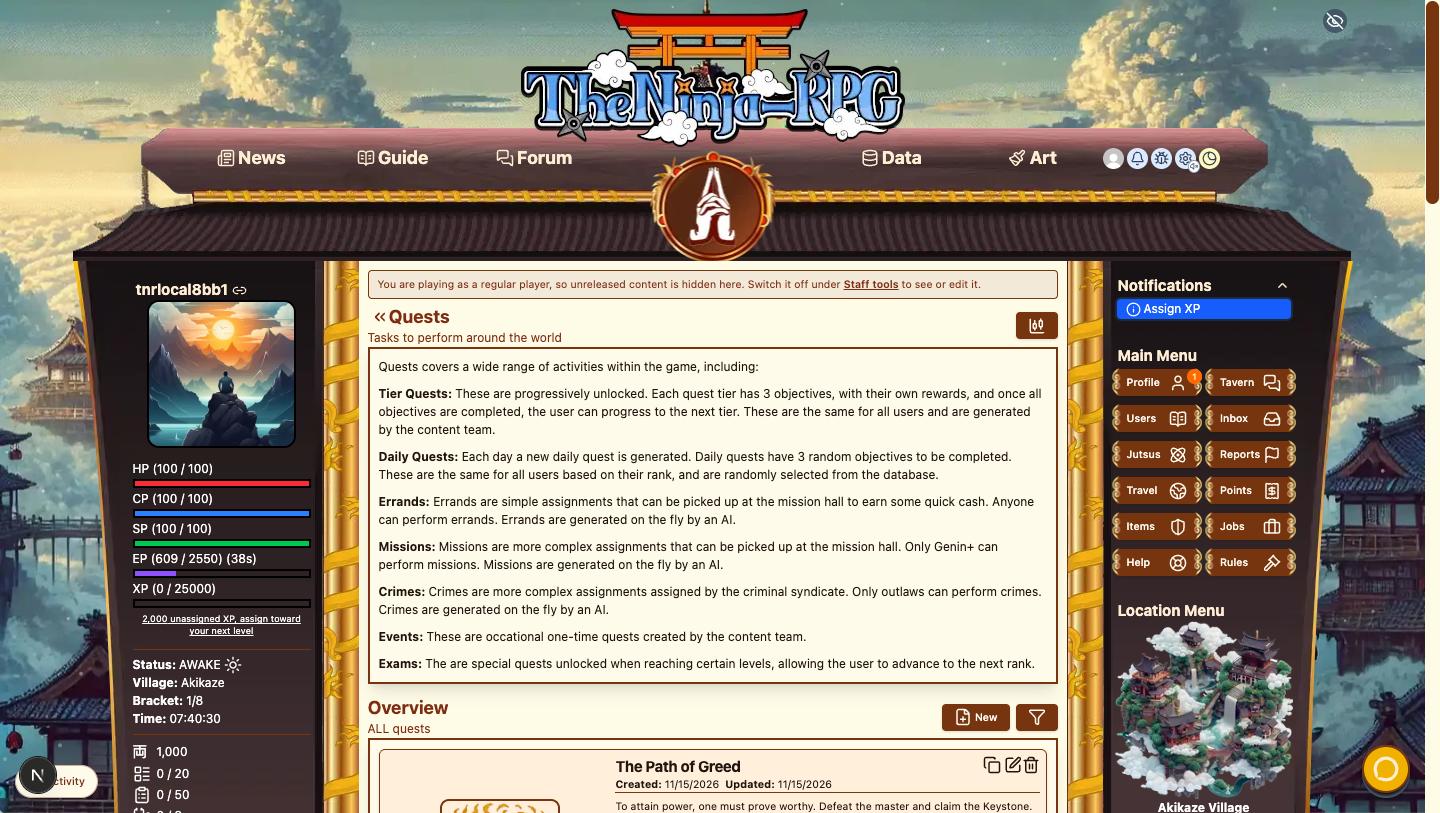 TheNinja-RPG
News
Guide
Forum
Data
Art
tnrlocal8bb1
HP (100 / 100)
CP (100 / 100)
SP (100 / 100)
EP (609 / 2550) (38s)
XP (0 / 25000)
2,000 unassigned XP, assign toward
your next level
Status: AWAKE
Village: Akikaze
Bracket: 1/8
Time: 07:40:30
両 1,000
0 / 20
0 / 50
N
ctivity
You are playing as a regular player, so unreleased content is hidden here. Switch it off under Staff tools to see or edit it.
Quests
Tasks to perform around the world
Quests covers a wide range of activities within the game, including:
Tier Quests: These are progressively unlocked. Each quest tier has 3 objectives, with their own rewards, and once all
objectives are completed, the user can progress to the next tier. These are the same for all users and are generated
by the content team.
Daily Quests: Each day a new daily quest is generated. Daily quests have 3 random objectives to be completed.
These are the same for all users based on their rank, and are randomly selected from the database.
Errands: Errands are simple assignments that can be picked up at the mission hall to earn some quick cash. Anyone
can perform errands. Errands are generated on the fly by an AI.
Missions: Missions are more complex assignments that can be picked up at the mission hall. Only Genin+ can
perform missions. Missions are generated on the fly by an AI.
Crimes: Crimes are more complex assignments assigned by the criminal syndicate. Only outlaws can perform crimes.
Crimes are generated on the fly by an AI.
Events: These are occational one-time quests created by the content team.
Exams: The are special quests unlocked when reaching certain levels, allowing the user to advance to the next rank.
Overview
ALL quests
New
The Path of Greed
Created: 11/15/2026 Updated: 11/15/2026
To attain power, one must prove worthy. Defeat the master and claim the Keystone.
Notifications
Assign XP
Main Menu
Profile
1
Tavern
Users
Inbox
Jutsus
Reports
Travel
Points
Items
Jobs
Help
Rules
Location Menu
Akikaze Village